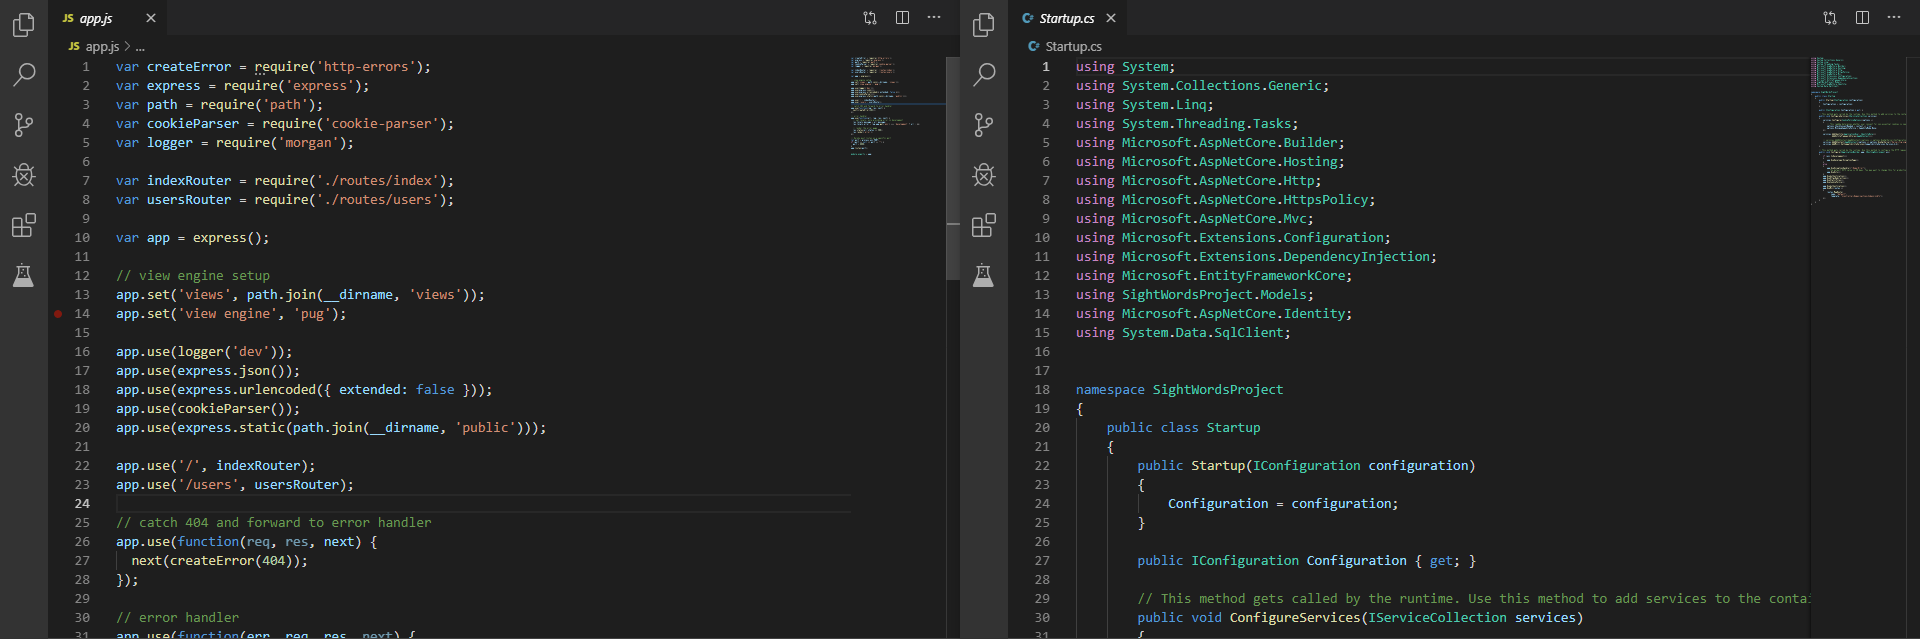 JS app.js
JS app.js > ...
1 var createError = require('http-errors');
2 var express = require('express');
3 var path = require('path');
4 var cookieParser = require('cookie-parser');
5 var logger = require('morgan');
6
7 var indexRouter = require('./routes/index');
8 var usersRouter = require('./routes/users');
9
10 var app = express();
11
12 // view engine setup
13 app.set('views', path.join(__dirname, 'views'));
14 app.set('view engine', 'pug');
15
16 app.use(logger('dev'));
17 app.use(express.json());
18 app.use(express.urlencoded({ extended: false }));
19 app.use(cookieParser());
20 app.use(express.static(path.join(__dirname, 'public')));
21
22 app.use('/', indexRouter);
23 app.use('/users', usersRouter);
24
25 // catch 404 and forward to error handler
26 app.use(function(req, res, next) {
27   next(createError(404));
28 });
29
30 // error handler
31 app.use(function(err, req, res, next) {
C# Startup.cs
C# Startup.cs
1 using System;
2 using System.Collections.Generic;
3 using System.Linq;
4 using System.Threading.Tasks;
5 using Microsoft.AspNetCore.Builder;
6 using Microsoft.AspNetCore.Hosting;
7 using Microsoft.AspNetCore.Http;
8 using Microsoft.AspNetCore.HttpsPolicy;
9 using Microsoft.AspNetCore.Mvc;
10 using Microsoft.Extensions.Configuration;
11 using Microsoft.Extensions.DependencyInjection;
12 using Microsoft.EntityFrameworkCore;
13 using SightWordsProject.Models;
14 using Microsoft.AspNetCore.Identity;
15 using System.Data.SqlClient;
16
17
18 namespace SightWordsProject
19 {
20     public class Startup
21     {
22         public Startup(IConfiguration configuration)
23         {
24             Configuration = configuration;
25         }
26
27         public IConfiguration Configuration { get; }
28
29         // This method gets called by the runtime. Use this method to add services to the contai
30         public void ConfigureServices(IServiceCollection services)
31         {